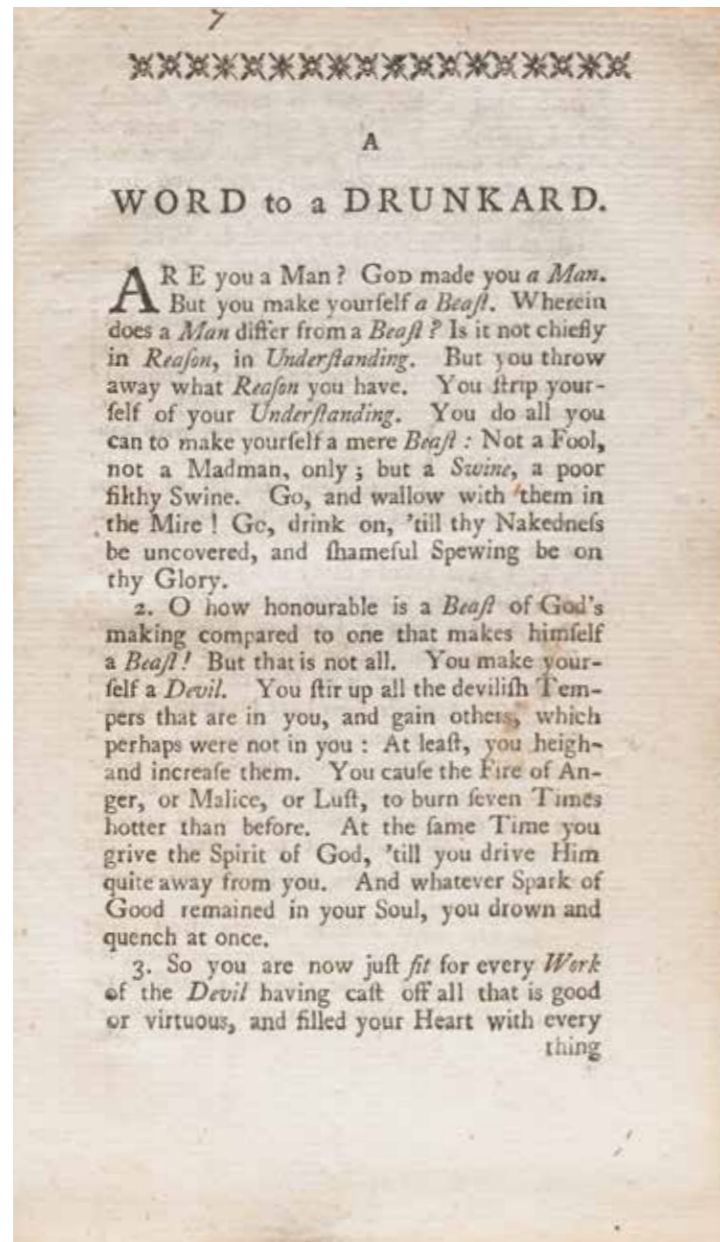 7
A
WORD to a DRUNKARD.
ARE you a Man? GOD made you a Man.
But you make yourſelf a Beaſt. Wherein
does a Man differ from a Beaſt? Is it not chiefly
in Reaſon, in Underſtanding. But you throw
away what Reaſon you have. You ſtrip your-
ſelf of your Underſtanding. You do all you
can to make yourſelf a mere Beaſt: Not a Fool,
not a Madman, only; but a Swine, a poor
filthy Swine. Go, and wallow with them in
the Mire! Go, drink on, 'till thy Nakedneſs
be uncovered, and ſhameful Spewing be on
thy Glory.
2. O how honourable is a Beaſt of God's
making compared to one that makes himſelf
a Beaſt! But that is not all. You make your-
ſelf a Devil. You ſtir up all the deviliſh Tem-
pers that are in you, and gain others, which
perhaps were not in you: At leaſt, you heigh-
and increaſe them. You cauſe the Fire of An-
ger, or Malice, or Luſt, to burn ſeven Times
hotter than before. At the ſame Time you
grive the Spirit of God, 'till you drive Him
quite away from you. And whatever Spark of
Good remained in your Soul, you drown and
quench at once.
3. So you are now juſt fit for every Work
of the Devil having caſt off all that is good
or virtuous, and filled your Heart with every
thing